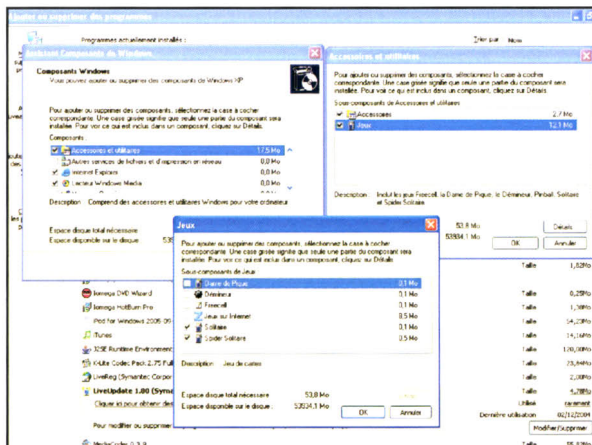 Ajouter ou supprimer des programmes
Programmes actuellement installés :
Trier par : Nom
Assistant Composants de Windows
Composants Windows
Vous pouvez ajouter ou supprimer des composants de Windows XP.
Pour ajouter ou supprimer des composants, sélectionnez la case à cocher
correspondante. Une case grisée signifie que seule une partie du composant sera
installée. Pour voir ce qui est inclus dans un composant, cliquez sur Détails.
Composants :
Accessoires et utilitaires 17,5 Mo
Autres services de fichiers et d'impression en réseau 0,0 Mo
Internet Explorer 0,0 Mo
Lecteur Windows Media 0,0 Mo
Description : Comprend des accessoires et utilitaires Windows pour votre ordinateur
Espace disque total nécessaire
Espace disponible sur le disque :
Accessoires et utilitaires
Pour ajouter ou supprimer des composants, sélectionnez la case à cocher
correspondante. Une case grisée signifie que seule une partie du composant sera
installée. Pour voir ce qui est inclus dans un composant, cliquez sur Détails.
Sous-composants de Accessoires et utilitaires :
Accessoires 2,7 Mo
Jeux 12,1 Mo
Description : Inclut les jeux Freecell, la Dame de Pique, le Démineur, Pinball, Solitaire
et Spider Solitaire.
53,8 Mo
53934,1 Mo
Détails
OK
Annuler
Jeux
Pour ajouter ou supprimer des composants, sélectionnez la case à cocher
correspondante. Une case grisée signifie que seule une partie du composant sera
installée. Pour voir ce qui est inclus dans un composant, cliquez sur Détails.
Sous-composants de Jeux :
Dame de Pique 0,1 Mo
Démineur 0,1 Mo
Freecell 0,1 Mo
Jeux sur Internet 0,5 Mo
Solitaire 0,1 Mo
Spider Solitaire 0,5 Mo
Description : Jeu de cartes
Espace disque total nécessaire 53,8 Mo
Espace disponible sur le disque : 53934,1 Mo
OK
Annuler
Taille 1,82Mo
Iomega DVD Wizard Taille 0,25Mo
Iomega HotBurn Pro Taille 1,38Mo
iPod for Windows 2005-09- Taille 54,23Mo
iTunes Taille 14,16Mo
J2SE Runtime Environment Taille 120,00Mo
K-Lite Codec Pack 2.75 Full Taille
LiveReg (Symantec Corpor Taille 2,00Mo
LiveUpdate 1.80 (Syma Taille 4,78Mo
Cliquer ici pour obtenir des Utilisé rarement
Dernière utilisation 02/12/2004
Pour modifier ou supprimer
Modifier/Supprimer
MediaCoder 0.3.9 Taille